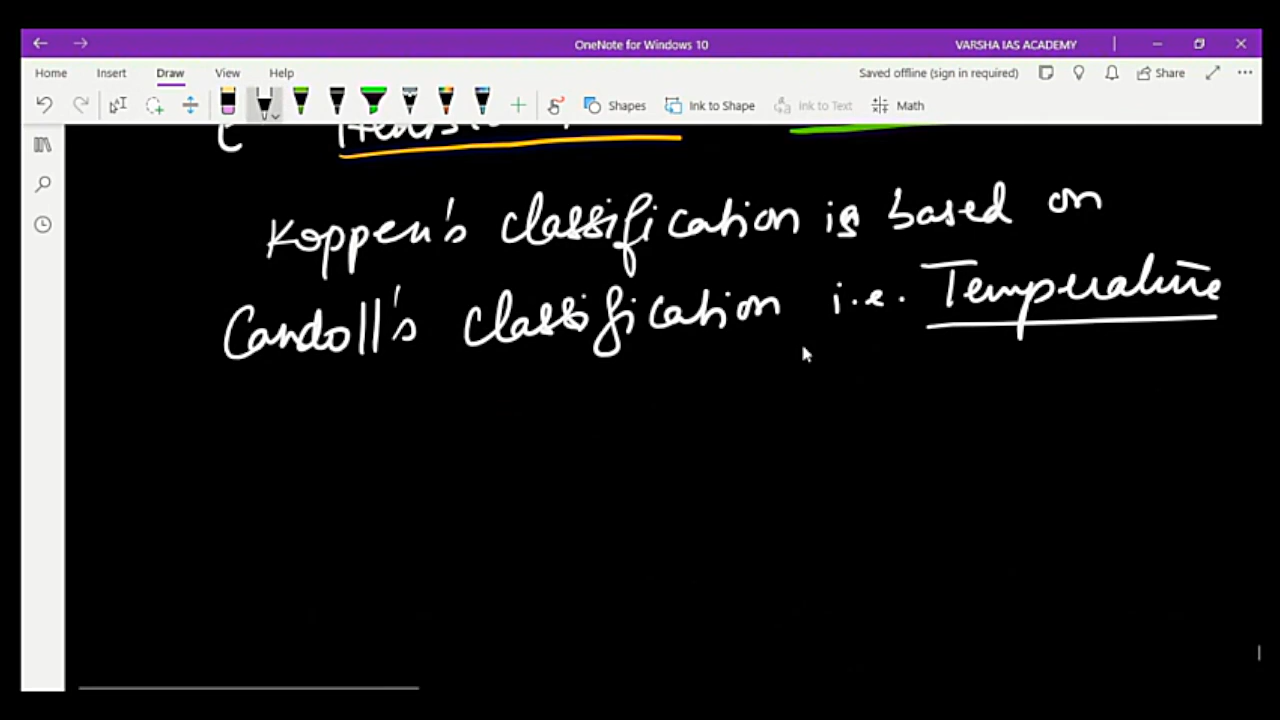 OneNote for Windows 10 VARSHA IAS ACADEMY
Home Insert Draw View Help Saved offline (sign in required) Share
Shapes Ink to Shape Ink to Text Math
Koppen's classification is based on
Candoll's classification i.e. Temperature